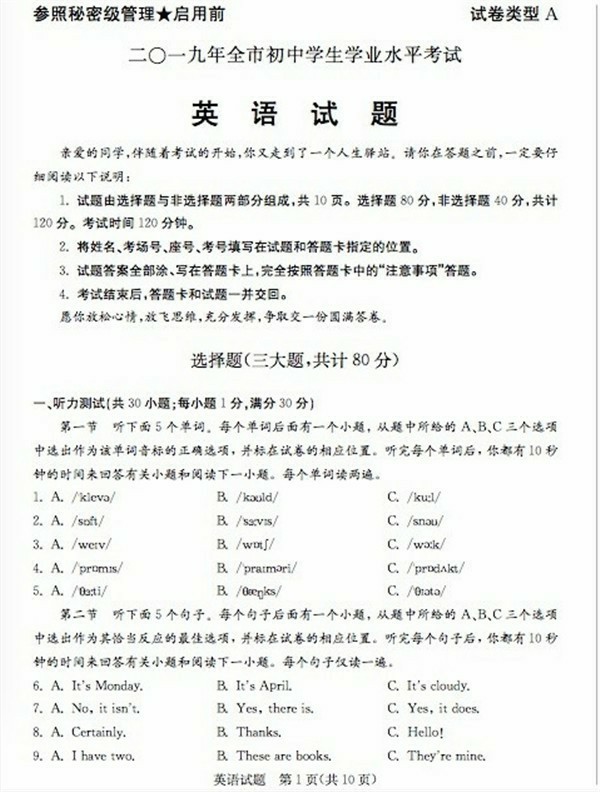 参照秘密级管理★启用前 试卷类型 A
二〇一九年全市初中学生学业水平考试
英 语 试 题
亲爱的同学,伴随着考试的开始,你又走到了一个人生驿站。请你在答题之前,一定要仔
细阅读以下说明:
1. 试题由选择题与非选择题两部分组成,共 10 页。选择题 80 分,非选择题 40 分,共计
120 分。考试时间 120 分钟。
2. 将姓名、考场号、座号、考号填写在试题和答题卡指定的位置。
3. 试题答案全部涂、写在答题卡上,完全按照答题卡中的“注意事项”答题。
4. 考试结束后,答题卡和试题一并交回。
愿你放松心情,放飞思维,充分发挥,争取交一份圆满答卷。
选择题(三大题,共计 80 分)
一、听力测试(共 30 小题;每小题 1 分,满分 30 分)
第一节 听下面 5 个单词。每个单词后面有一个小题, 从题中所给的 A、B、C 三个选项
中选出作为该单词音标的正确选项, 并标在试卷的相应位置。听完每个单词后, 你都有 10 秒
钟的时间来回答有关小题和阅读下一小题。每个单词读两遍。
1. A. /ˈklevə/ B. /kəʊld/ C. /kuːl/
2. A. /sɒft/ B. /ˈsɜːvɪs/ C. /snəʊ/
3. A. /weɪv/ B. /wɒtʃ/ C. /wɔːk/
4. A. /ˈprɒmɪs/ B. /ˈpraɪməri/ C. /ˈprɒdʌkt/
5. A. /ˈθɜːti/ B. /θæŋks/ C. /ˈθɪətə/
第二节 听下面 5 个句子。每个句子后面有一个小题, 从题中所给的 A、B、C 三个选项
中选出作为其恰当反应的最佳选项, 并标在试卷的相应位置。听完每个句子后, 你都有 10 秒
钟的时间来回答有关小题和阅读下一小题。每个句子仅读一遍。
6. A. It's Monday. B. It's April. C. It's cloudy.
7. A. No, it isn't. B. Yes, there is. C. Yes, it does.
8. A. Certainly. B. Thanks. C. Hello!
9. A. I have two. B. These are books. C. They're mine.
英语试题 第 1 页(共 10 页)